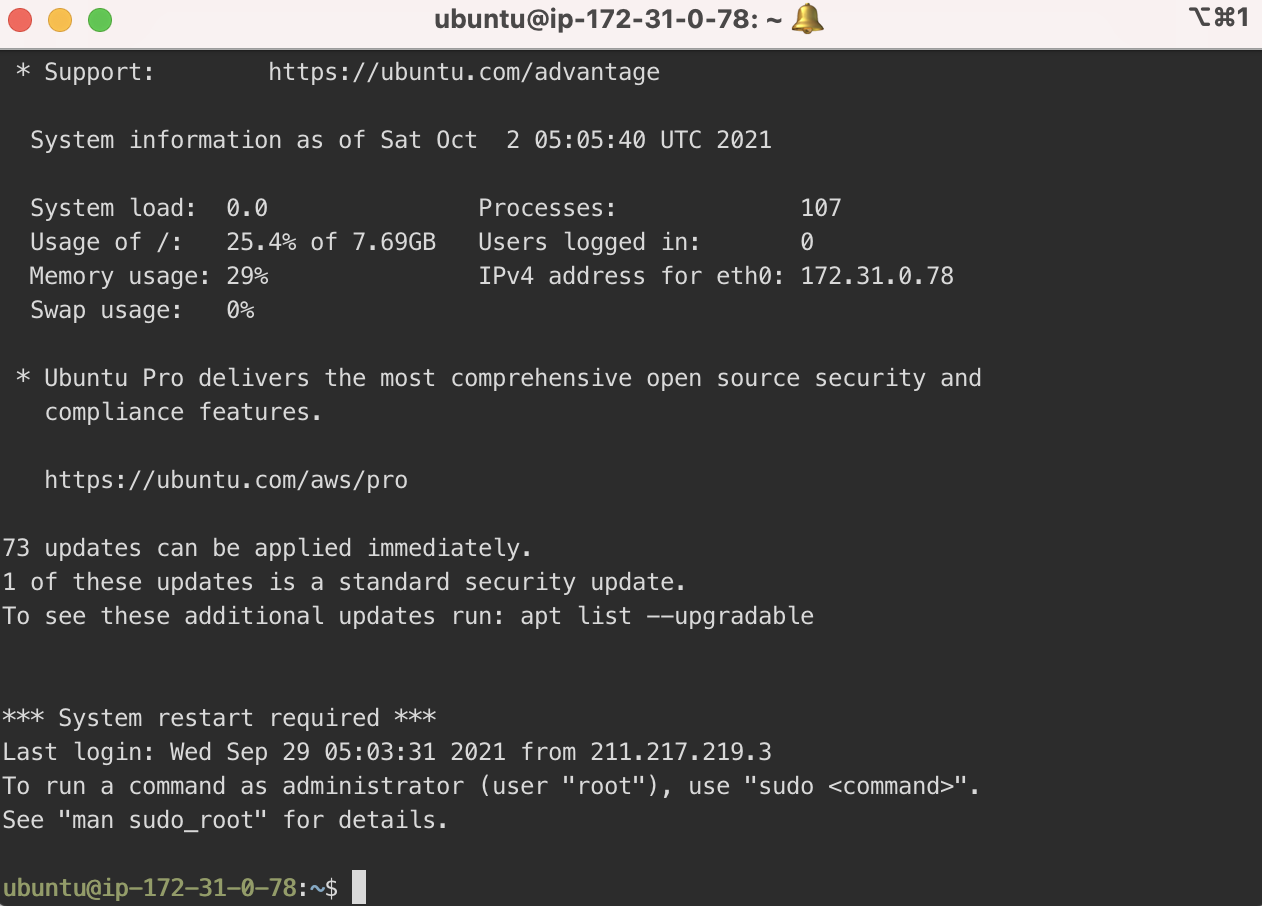 ubuntu@ip-172-31-0-78: ~ 🔔 ⌥⌘1
* Support:        https://ubuntu.com/advantage
System information as of Sat Oct  2 05:05:40 UTC 2021
System load:  0.0               Processes:             107
Usage of /:   25.4% of 7.69GB   Users logged in:       0
Memory usage: 29%               IPv4 address for eth0: 172.31.0.78
Swap usage:   0%
* Ubuntu Pro delivers the most comprehensive open source security and
compliance features.
https://ubuntu.com/aws/pro
73 updates can be applied immediately.
1 of these updates is a standard security update.
To see these additional updates run: apt list --upgradable
*** System restart required ***
Last login: Wed Sep 29 05:03:31 2021 from 211.217.219.3
To run a command as administrator (user "root"), use "sudo <command>".
See "man sudo_root" for details.
ubuntu@ip-172-31-0-78:~$